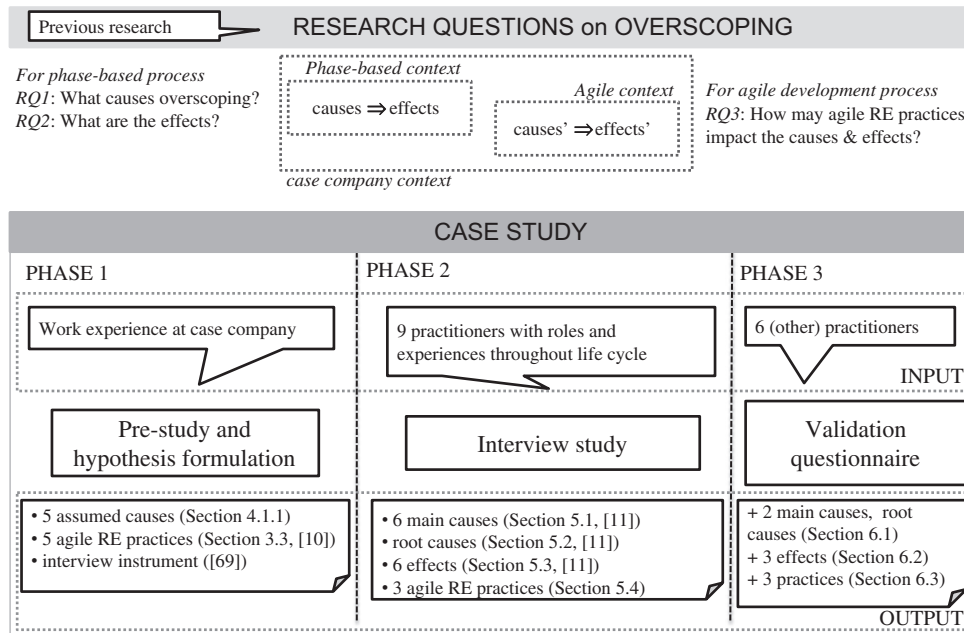 Previous research
RESEARCH QUESTIONS on OVERSCOPING
For phase-based process
RQ1: What causes overscoping?
RQ2: What are the effects?
Phase-based context
causes ⇒ effects
Agile context
causes’ ⇒ effects’
case company context
For agile development process
RQ3: How may agile RE practices
impact the causes & effects?
CASE STUDY
PHASE 1
Work experience at case company
Pre-study and
hypothesis formulation
• 5 assumed causes (Section 4.1.1)
• 5 agile RE practices (Section 3.3, [10])
• interview instrument ([69])
PHASE 2
9 practitioners with roles and
experiences throughout life cycle
Interview study
• 6 main causes (Section 5.1, [11])
• root causes (Section 5.2, [11])
• 6 effects (Section 5.3, [11])
• 3 agile RE practices (Section 5.4)
PHASE 3
6 (other) practitioners
INPUT
Validation
questionnaire
+ 2 main causes, root
causes (Section 6.1)
+ 3 effects (Section 6.2)
+ 3 practices (Section 6.3)
OUTPUT